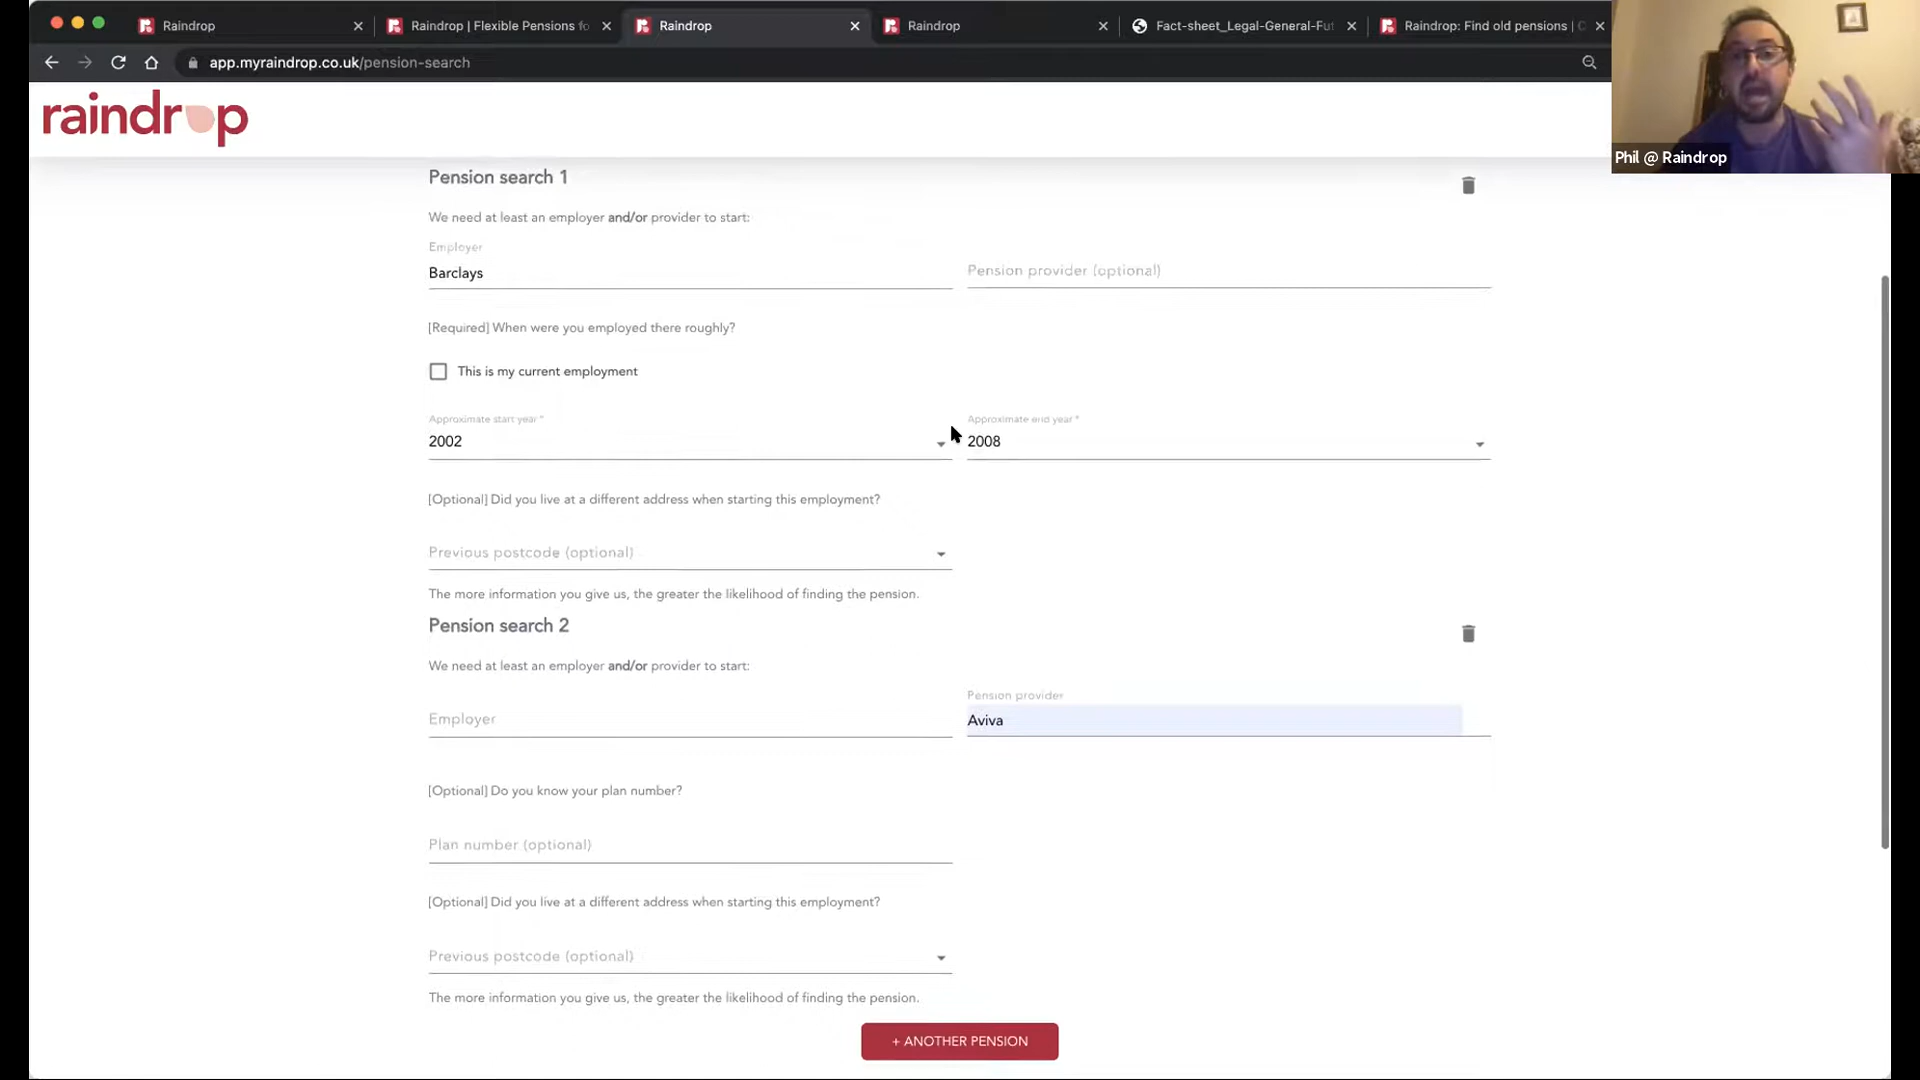 Raindrop
Raindrop | Flexible Pensions fo
Raindrop
Raindrop
Fact-sheet_Legal-General-Fut
Raindrop: Find old pensions | C
app.myraindrop.co.uk/pension-search
raindrop
Phil @ Raindrop
Pension search 1
We need at least an employer and/or provider to start:
Employer
Barclays
Pension provider (optional)
[Required] When were you employed there roughly?
This is my current employment
Approximate start year *
2002
Approximate end year *
2008
[Optional] Did you live at a different address when starting this employment?
Previous postcode (optional)
The more information you give us, the greater the likelihood of finding the pension.
Pension search 2
We need at least an employer and/or provider to start:
Employer
Pension provider
Aviva
[Optional] Do you know your plan number?
Plan number (optional)
[Optional] Did you live at a different address when starting this employment?
Previous postcode (optional)
The more information you give us, the greater the likelihood of finding the pension.
+ ANOTHER PENSION